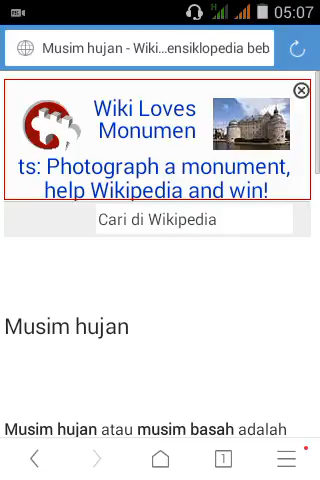 05:07
Musim hujan - Wiki...ensiklopedia beb
Wiki Loves
Monumen
ts: Photograph a monument,
help Wikipedia and win!
Cari di Wikipedia
Musim hujan
Musim hujan atau musim basah adalah
1